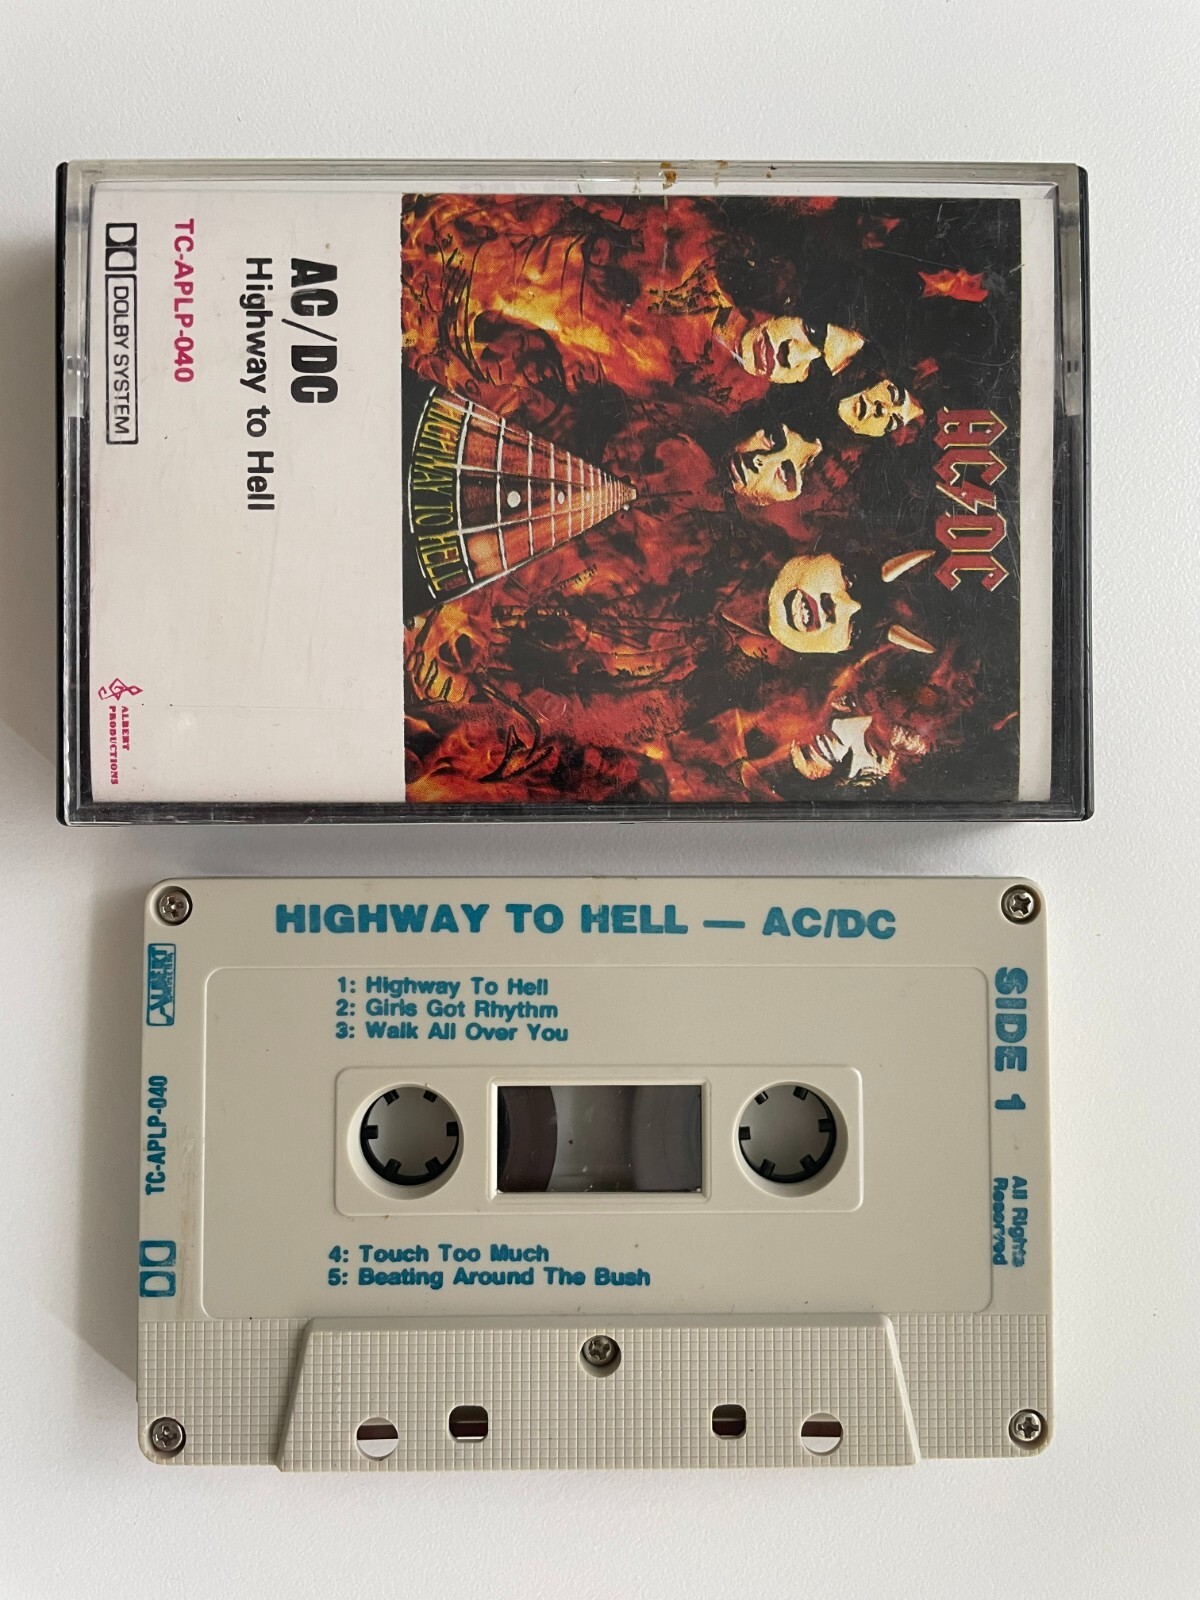 AC/DC
HIGHWAY TO HELL
AC/DC
Highway to Hell
TC-APLP-040
DOLBY SYSTEM
ALBERT
PRODUCTIONS
HIGHWAY TO HELL — AC/DC
1: Highway To Hell
2: Girls Got Rhythm
3: Walk All Over You
4: Touch Too Much
5: Beating Around The Bush
SIDE 1
All Rights
Reserved
ALBERT
TC-APLP-040